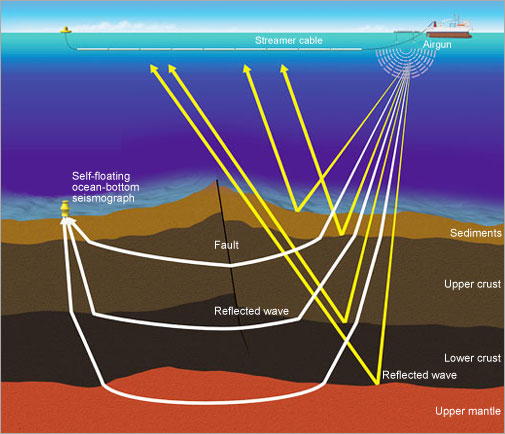 Streamer cable
Airgun
Self-floating
ocean-bottom
seismograph
Sediments
Fault
Upper crust
Reflected wave
Lower crust
Reflected wave
Upper mantle